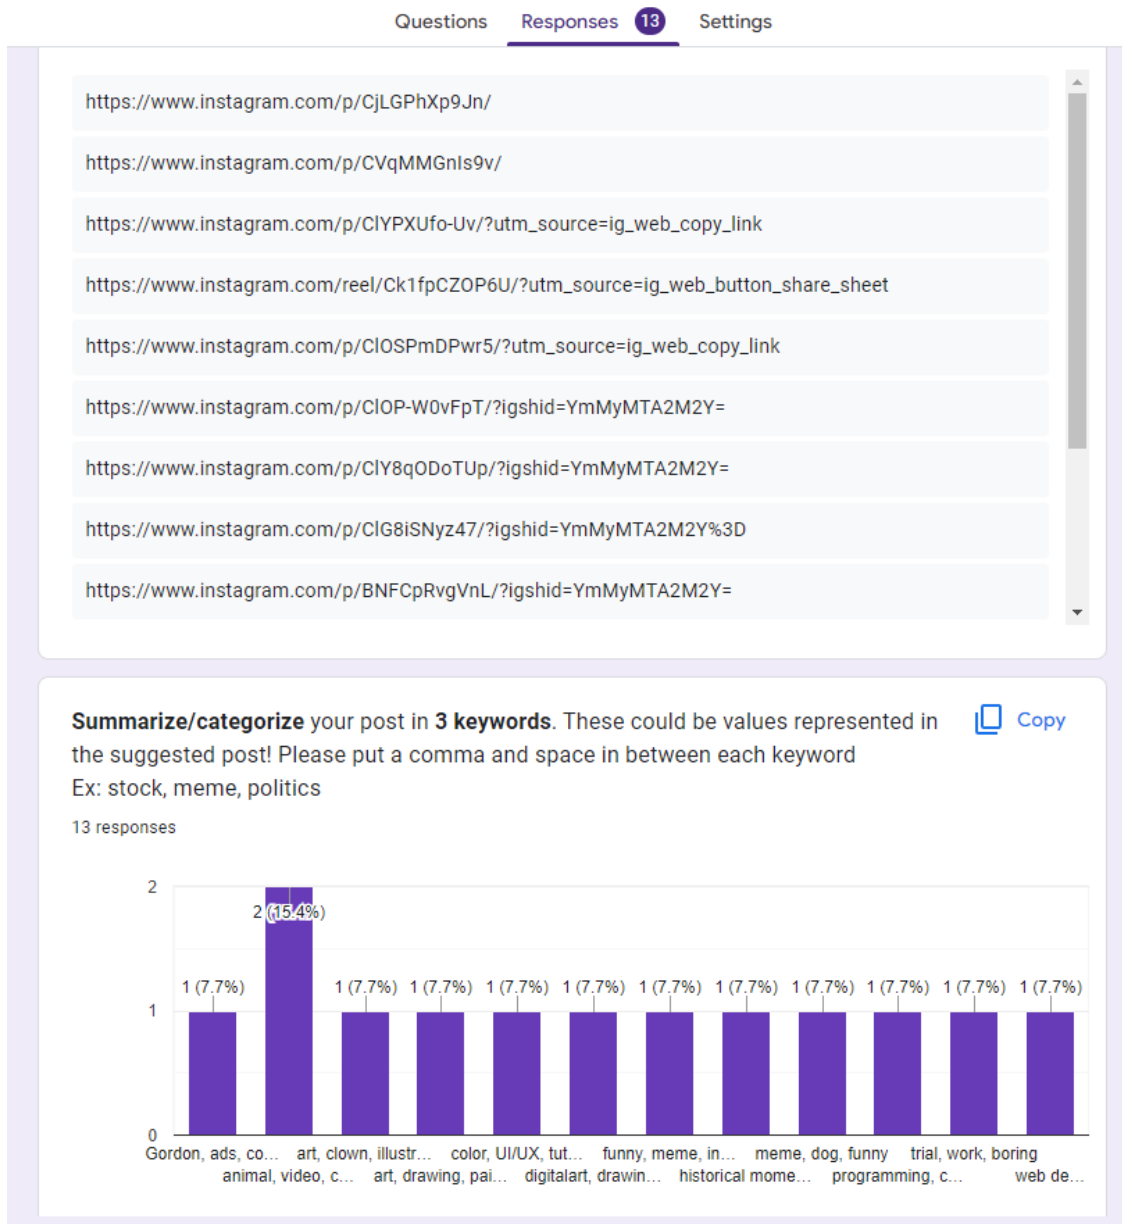 Questions Responses 13 Settings
https://www.instagram.com/p/CjLGPhXp9Jn/
https://www.instagram.com/p/CVqMMGnIs9v/
https://www.instagram.com/p/ClYPXUfo-Uv/?utm_source=ig_web_copy_link
https://www.instagram.com/reel/Ck1fpCZOP6U/?utm_source=ig_web_button_share_sheet
https://www.instagram.com/p/ClOSPmDPwr5/?utm_source=ig_web_copy_link
https://www.instagram.com/p/ClOP-W0vFpT/?igshid=YmMyMTA2M2Y=
https://www.instagram.com/p/ClY8qODoTUp/?igshid=YmMyMTA2M2Y=
https://www.instagram.com/p/ClG8iSNyz47/?igshid=YmMyMTA2M2Y%3D
https://www.instagram.com/p/BNFCpRvgVnL/?igshid=YmMyMTA2M2Y=
Summarize/categorize your post in 3 keywords. These could be values represented in
the suggested post! Please put a comma and space in between each keyword
Ex: stock, meme, politics
Copy
13 responses
2
2 (15.4%)
1 (7.7%) 1 (7.7%) 1 (7.7%) 1 (7.7%) 1 (7.7%) 1 (7.7%) 1 (7.7%) 1 (7.7%) 1 (7.7%) 1 (7.7%) 1 (7.7%)
1
0
Gordon, ads, co... art, clown, illustr... color, UI/UX, tut... funny, meme, in... meme, dog, funny trial, work, boring
animal, video, c... art, drawing, pai... digitalart, drawin... historical mome... programming, c... web de...